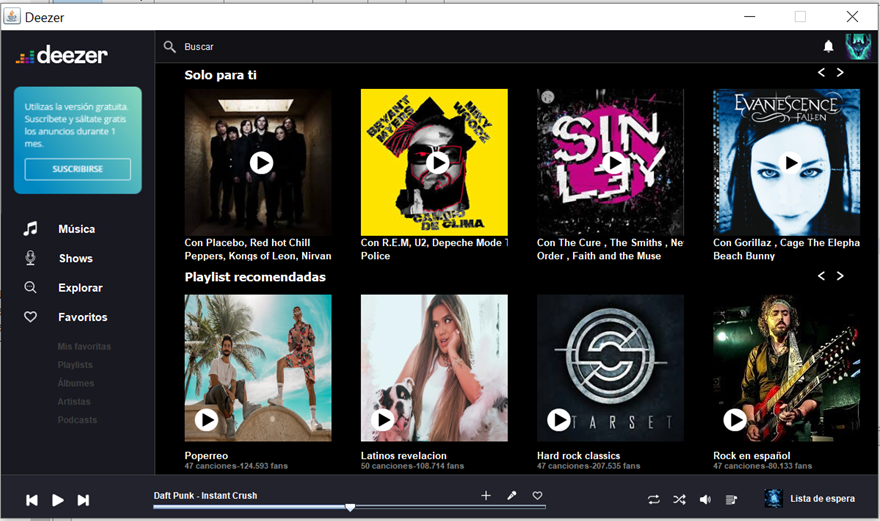 Deezer
deezer
Buscar
Utilizas la versión gratuita.
Suscríbete y sáltate gratis
los anuncios durante 1
mes.
SUSCRIBIRSE
Música
Shows
Explorar
Favoritos
Mis favoritas
Playlists
Álbumes
Artistas
Podcasts
Solo para ti
BRYANT
MYERS
NICKY
JAM
CAMBIO
DE CLIMA
SIN
LEY
EVANESCENCE
FALLEN
Con Placebo, Red hot Chill
Peppers, Kongs of Leon, Nirvan
Con R.E.M, U2, Depeche Mode T
Police
Con The Cure , The Smiths , Ne
Order , Faith and the Muse
Con Gorillaz , Cage The Elepha
Beach Bunny
Playlist recomendadas
STARSET
Poperreo
47 canciones-124.593 fans
Latinos revelacion
50 canciones-108.714 fans
Hard rock classics
47 canciones-207.535 fans
Rock en español
47 canciones-80.133 fans
Daft Punk - Instant Crush
Lista de espera